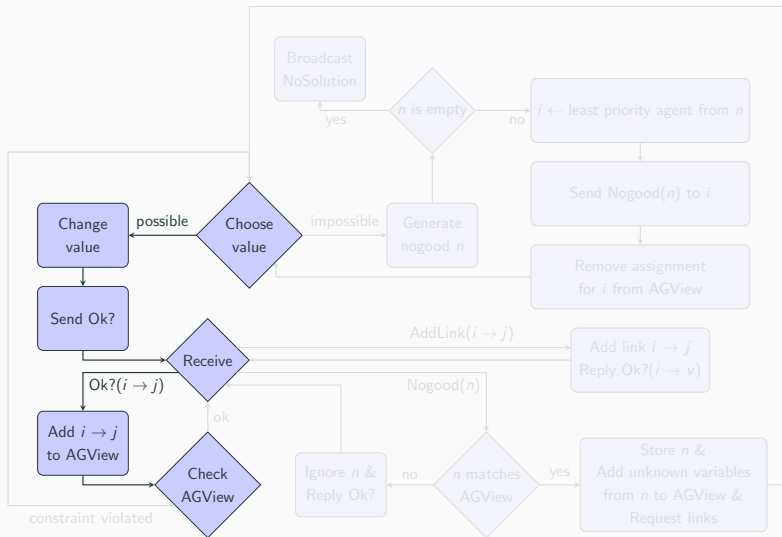 Broadcast
NoSolution
n is empty
yes
no
i ← least priority agent from n
Send Nogood(n) to i
Remove assignment
for i from AGView
Change
value
possible
Choose
value
impossible
Generate
nogood n
Send Ok?
Receive
AddLink(i → j)
Add link i → j
Reply Ok?(i → v)
Ok?(i → j)
Nogood(n)
Add i → j
to AGView
ok
Check
AGView
Ignore n &
Reply Ok?
no
n matches
AGView
yes
Store n &
Add unknown variables
from n to AGView &
Request links
constraint violated